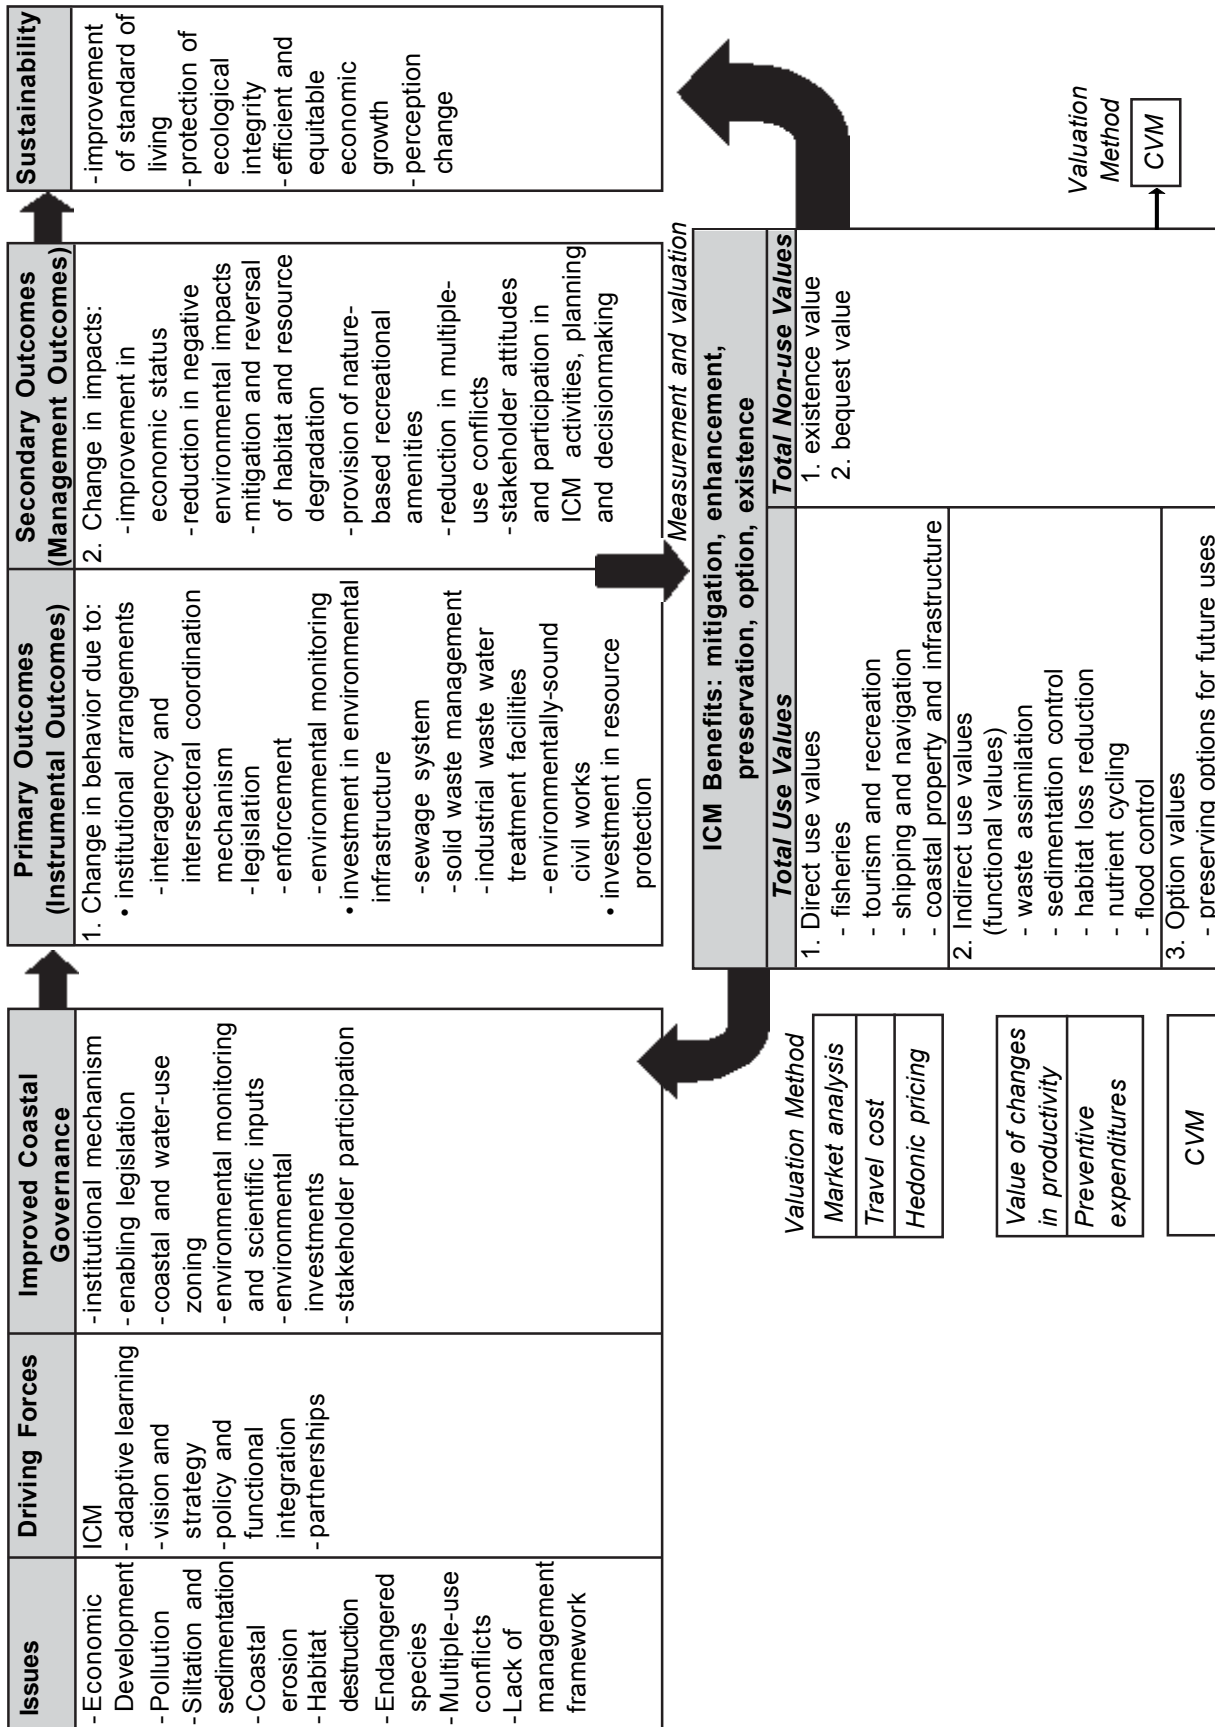 Issues
- Economic
Development
- Pollution
- Siltation and
sedimentation
- Coastal
erosion
- Habitat
destruction
- Endangered
species
- Multiple-use
conflicts
- Lack of
management
framework
Driving Forces
ICM
- adaptive learning
- vision and
strategy
- policy and
functional
integration
- partnerships
Improved Coastal
Governance
- institutional mechanism
- enabling legislation
- coastal and water-use
zoning
- environmental monitoring
and scientific inputs
- environmental
investments
- stakeholder participation
Primary Outcomes
(Instrumental Outcomes)
1. Change in behavior due to:
• institutional arrangements
- interagency and
intersectoral coordination
mechanism
- legislation
- enforcement
- environmental monitoring
• investment in environmental
infrastructure
- sewage system
- solid waste management
- industrial waste water
treatment facilities
- environmentally-sound
civil works
• investment in resource
protection
Secondary Outcomes
(Management Outcomes)
2. Change in impacts:
- improvement in
economic status
- reduction in negative
environmental impacts
- mitigation and reversal
of habitat and resource
degradation
- provision of nature-
based recreational
amenities
- reduction in multiple-
use conflicts
- stakeholder attitudes
and participation in
ICM activities, planning
and decisionmaking
Sustainability
- improvement
of standard of
living
- protection of
ecological
integrity
- efficient and
equitable
economic
growth
- perception
change
Measurement and valuation
ICM Benefits: mitigation, enhancement,
preservation, option, existence
Total Use Values
1. Direct use values
- fisheries
- tourism and recreation
- shipping and navigation
- coastal property and infrastructure
2. Indirect use values
(functional values)
- waste assimilation
- sedimentation control
- habitat loss reduction
- nutrient cycling
- flood control
3. Option values
- preserving options for future uses
Total Non-use Values
1. existence value
2. bequest value
Valuation Method
Market analysis
Travel cost
Hedonic pricing
Value of changes
in productivity
Preventive
expenditures
CVM
Valuation
Method
CVM